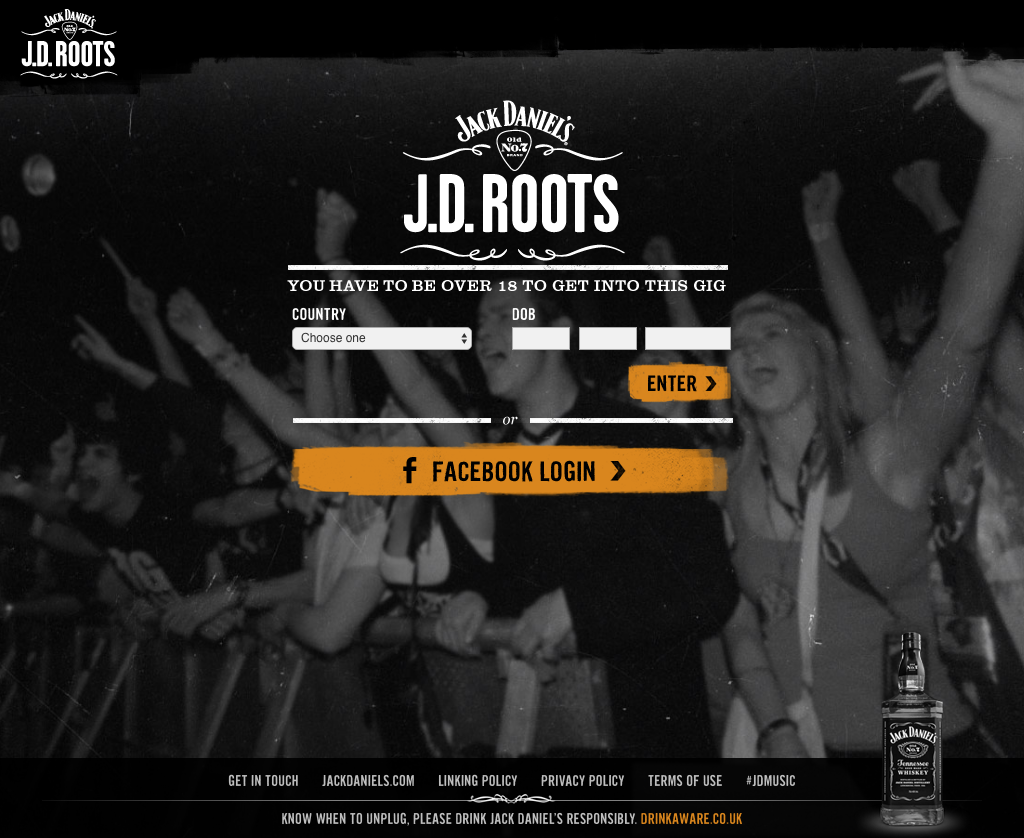 JACK DANIEL'S
Old
No.7
BRAND
J.D. ROOTS
JACK DANIEL'S
Old
No.7
BRAND
J.D. ROOTS
YOU HAVE TO BE OVER 18 TO GET INTO THIS GIG
COUNTRY DOB
Choose one
ENTER
or
FACEBOOK LOGIN
JACK DANIEL'S
Old
No.7
Tennessee
WHISKEY
GET IN TOUCH JACKDANIELS.COM LINKING POLICY PRIVACY POLICY TERMS OF USE #JDMUSIC
KNOW WHEN TO UNPLUG, PLEASE DRINK JACK DANIEL'S RESPONSIBLY. DRINKAWARE.CO.UK